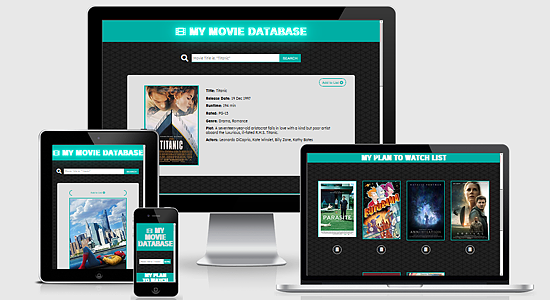 MY MOVIE DATABASE
Movie Title ie "Titanic"
SEARCH
Add to List
Title: Titanic
Release Date: 19 Dec 1997
Runtime: 194 min
Rated: PG-13
Genre: Drama, Romance
Plot: A seventeen-year-old aristocrat falls in love with a kind but poor artist
aboard the luxurious, ill-fated R.M.S. Titanic.
Actors: Leonardo DiCaprio, Kate Winslet, Billy Zane, Kathy Bates
TITANIC
MY MOVIE DATABASE
SEARCH
MY
MOVIE
DATABASE
MY PLAN TO
WATCH LIST
MY PLAN TO WATCH LIST
PARASITE
ANNIHILATION